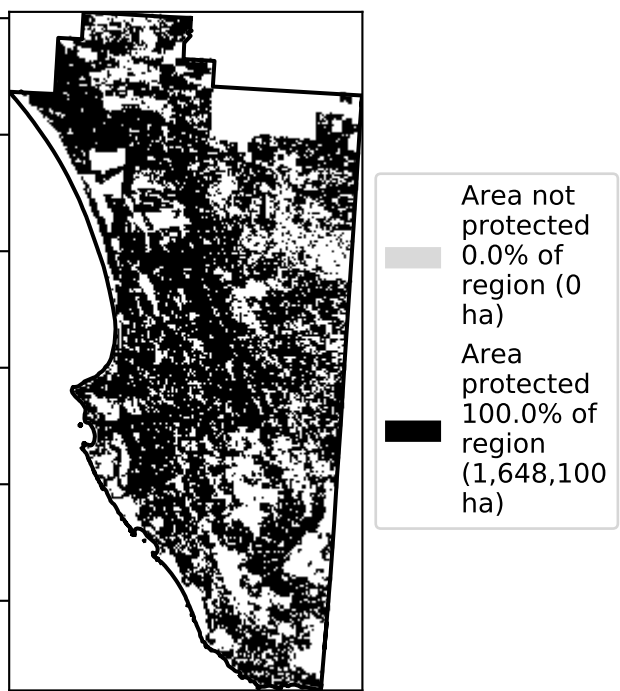 Area not
protected
0.0% of
region (0
ha)
Area
protected
100.0% of
region
(1,648,100
ha)